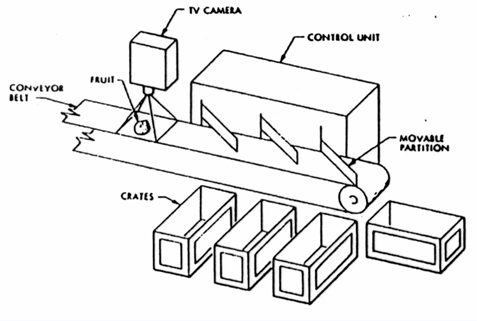 TV CAMERA
CONTROL UNIT
FRUIT
CONVEYOR
BELT
MOVABLE
PARTITION
CRATES